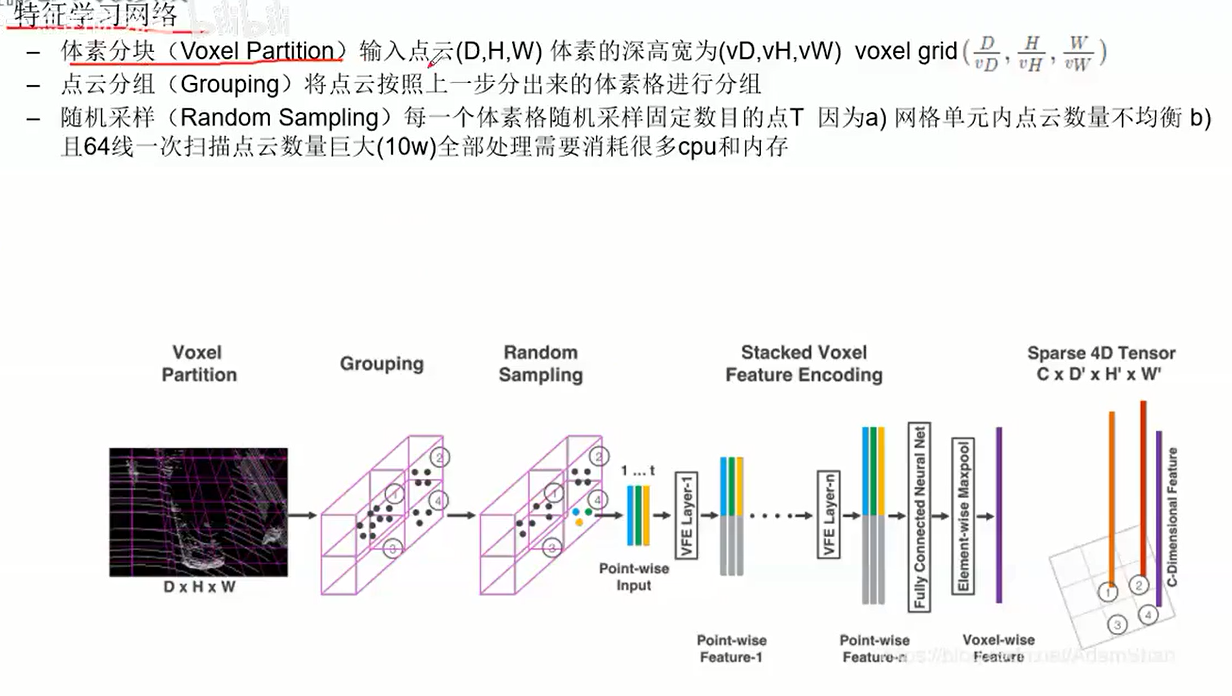 特征学习网络
– 体素分块（Voxel Partition）输入点云(D,H,W) 体素的深高宽为(vD,vH,vW) voxel grid (D/vD, H/vH, W/vW)
– 点云分组（Grouping）将点云按照上一步分出来的体素格进行分组
– 随机采样（Random Sampling）每一个体素格随机采样固定数目的点T 因为a) 网格单元内点云数量不均衡 b)
且64线一次扫描点云数量巨大(10w)全部处理需要消耗很多cpu和内存
Voxel
Partition
Grouping
Random
Sampling
Stacked Voxel
Feature Encoding
Sparse 4D Tensor
C x D' x H' x W'
D x H x W
1
2
3
4
1
2
3
4
1 ... t
Point-wise
Input
VFE Layer-1
Point-wise
Feature-1
VFE Layer-n
Point-wise
Feature-n
Fully Connected Neural Net
Element-wise Maxpool
Voxel-wise
Feature
C-Dimensional Feature
1
2
3
4